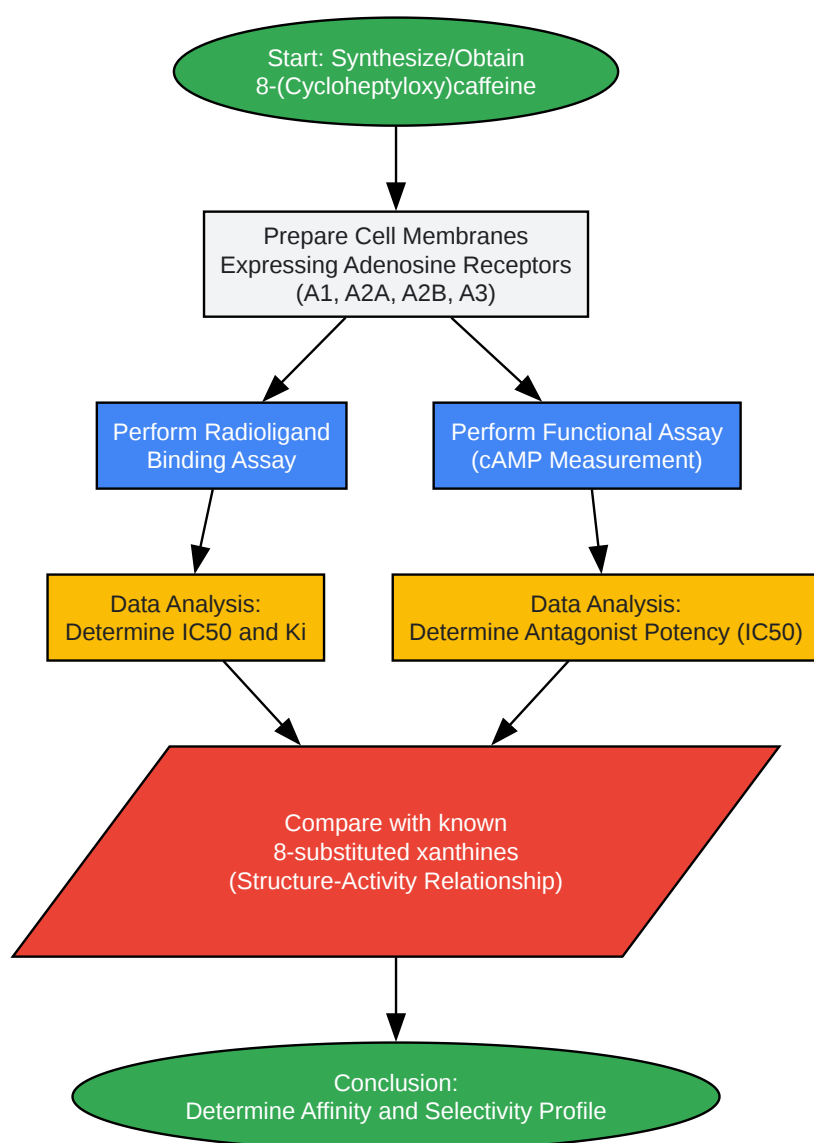 Start: Synthesize/Obtain
8-(Cycloheptyloxy)caffeine
Prepare Cell Membranes
Expressing Adenosine Receptors
(A1, A2A, A2B, A3)
Perform Radioligand
Binding Assay
Perform Functional Assay
(cAMP Measurement)
Data Analysis:
Determine IC50 and Ki
Data Analysis:
Determine Antagonist Potency (IC50)
Compare with known
8-substituted xanthines
(Structure-Activity Relationship)
Conclusion:
Determine Affinity and Selectivity Profile